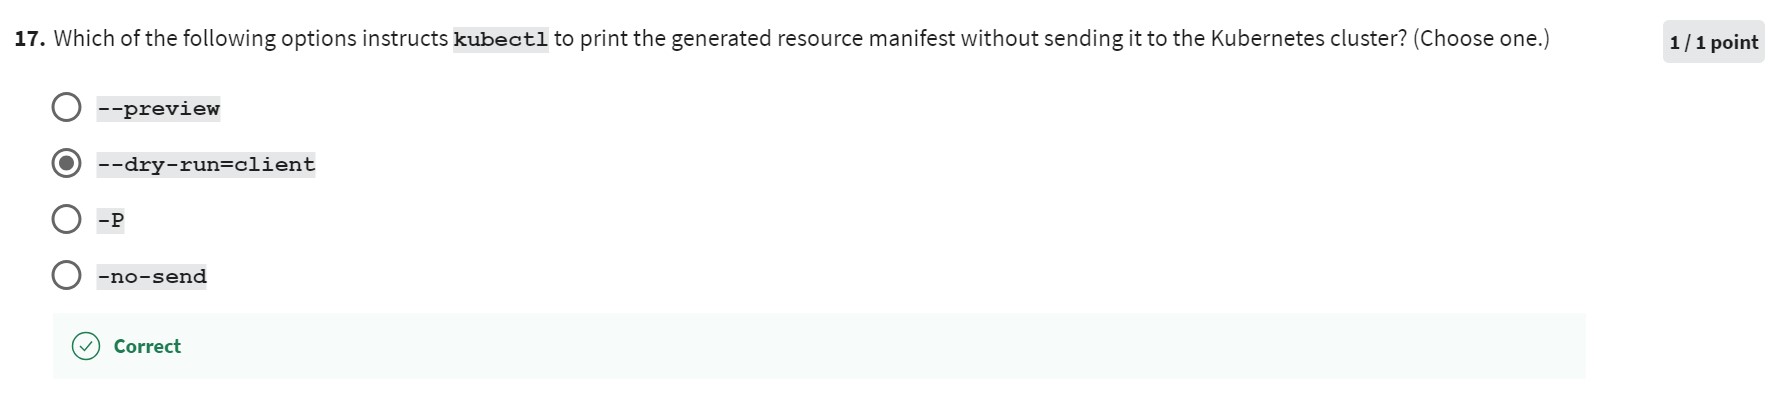 17. Which of the following options instructs kubectl to print the generated resource manifest without sending it to the Kubernetes cluster? (Choose one.)
1 / 1 point
--preview
--dry-run=client
-P
-no-send
Correct